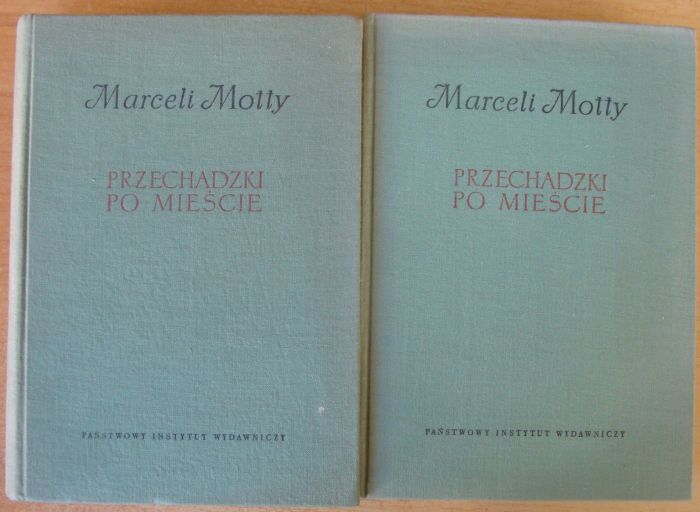 Marceli Motty
PRZECHADZKI
PO MIEŚCIE
PAŃSTWOWY INSTYTUT WYDAWNICZY
Marceli Motty
PRZECHADZKI
PO MIEŚCIE
PAŃSTWOWY INSTYTUT WYDAWNICZY